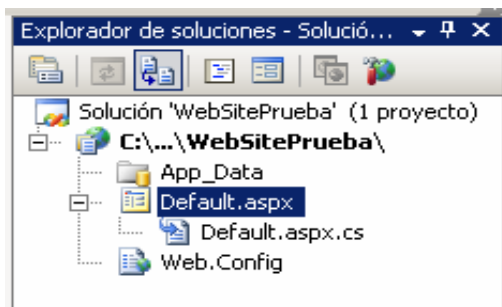 Explorador de soluciones - Solució...
Solución 'WebSitePrueba' (1 proyecto)
C:\...\WebSitePrueba\
App_Data
Default.aspx
Default.aspx.cs
Web.Config